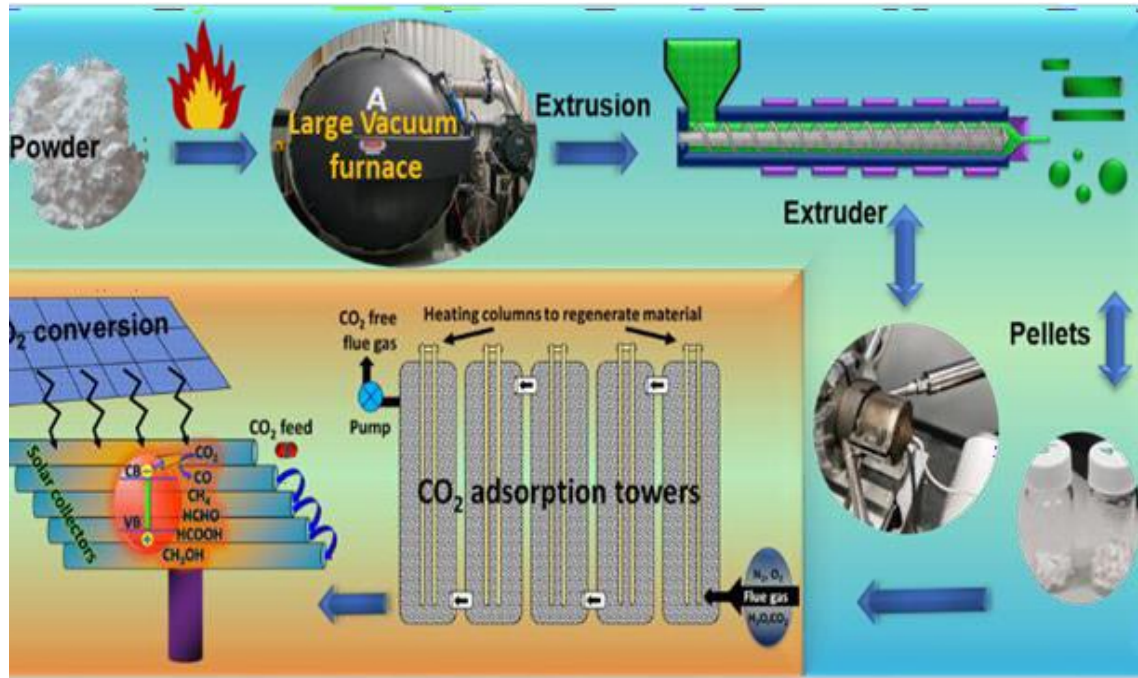 Powder
A
Large Vacuum
furnace
Extrusion
Extruder
Pellets
O₂ conversion
CO₂ free
flue gas
Pump
Heating columns to regenerate material
CO₂ feed
Solar collectors
CB
CO₂
CO
CH₄
HCHO
VB
HCOOH
CH₃OH
CO₂ adsorption towers
N₂, O₂
Flue gas
H₂O,CO₂